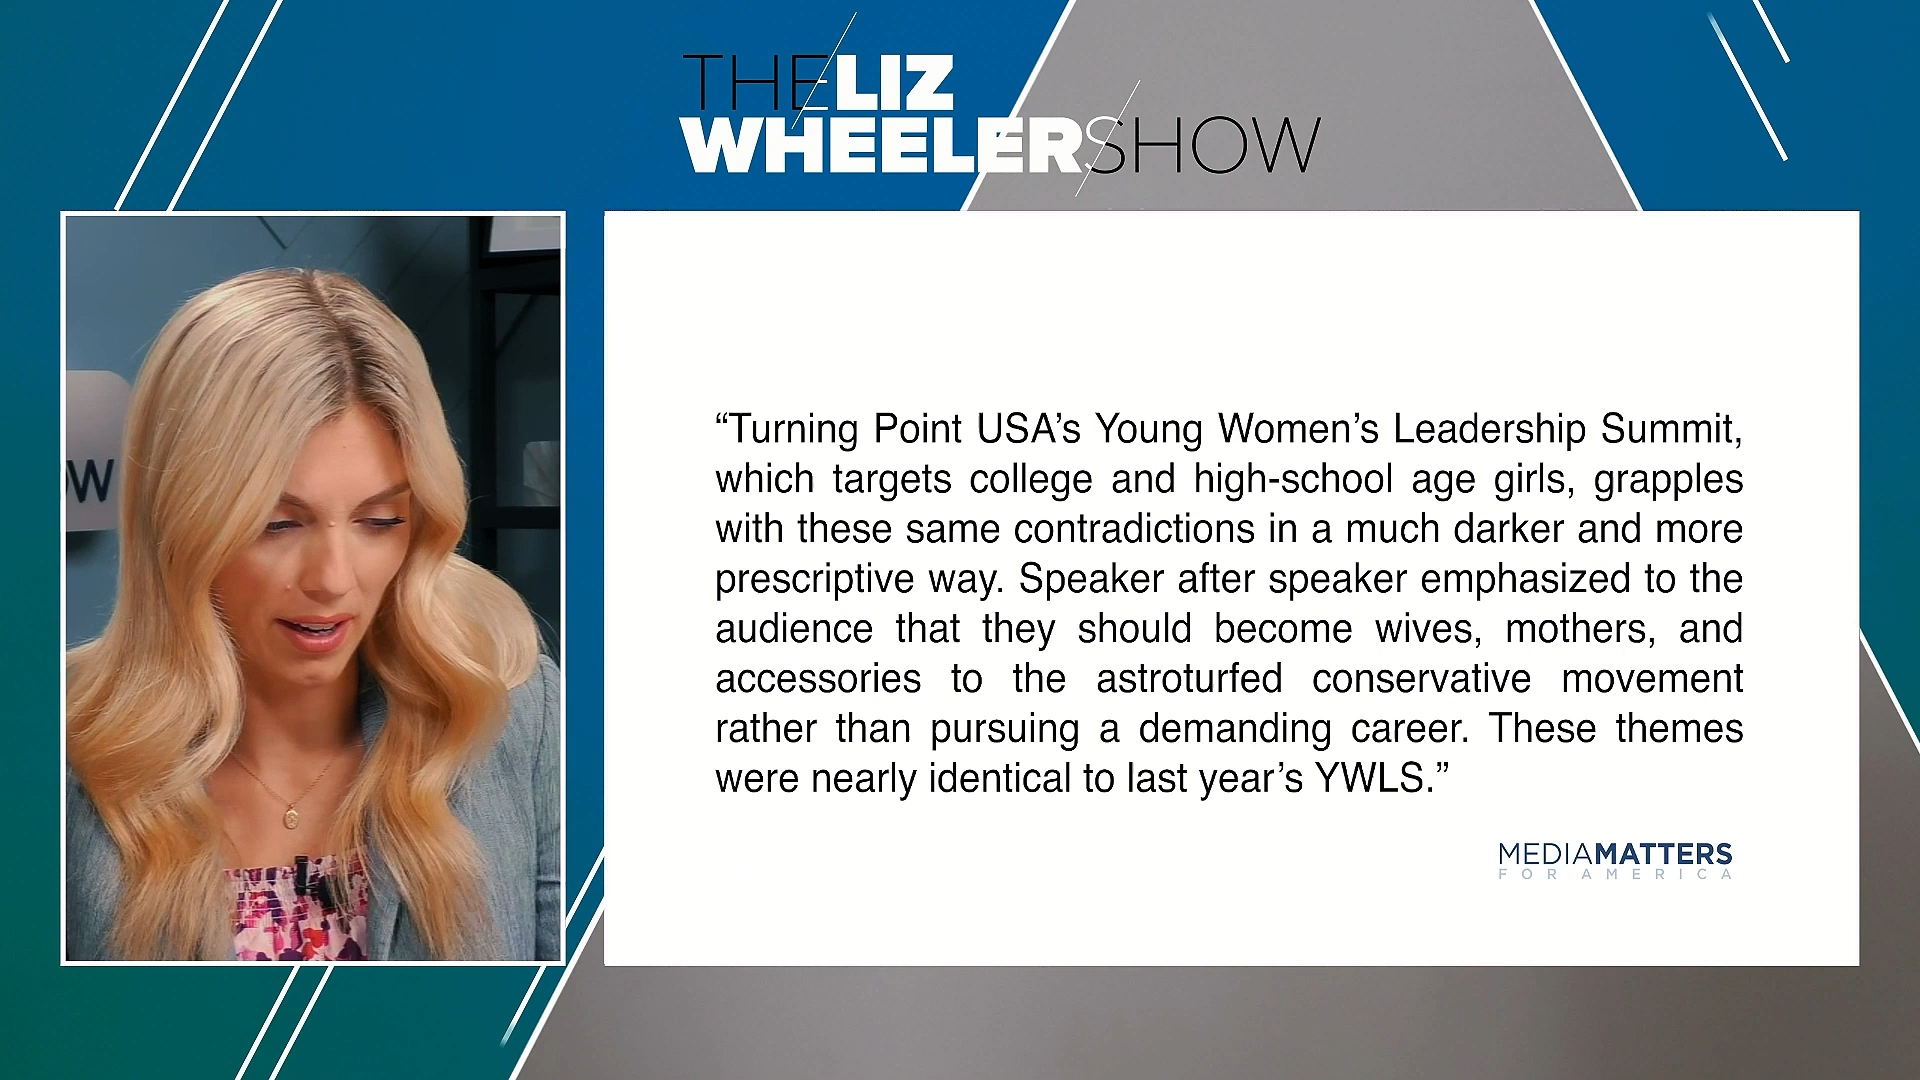 THE LIZ
WHEELER SHOW
OW
“Turning Point USA’s Young Women’s Leadership Summit,
which targets college and high-school age girls, grapples
with these same contradictions in a much darker and more
prescriptive way. Speaker after speaker emphasized to the
audience that they should become wives, mothers, and
accessories to the astroturfed conservative movement
rather than pursuing a demanding career. These themes
were nearly identical to last year’s YWLS.”
MEDIAMATTERS
FOR AMERICA